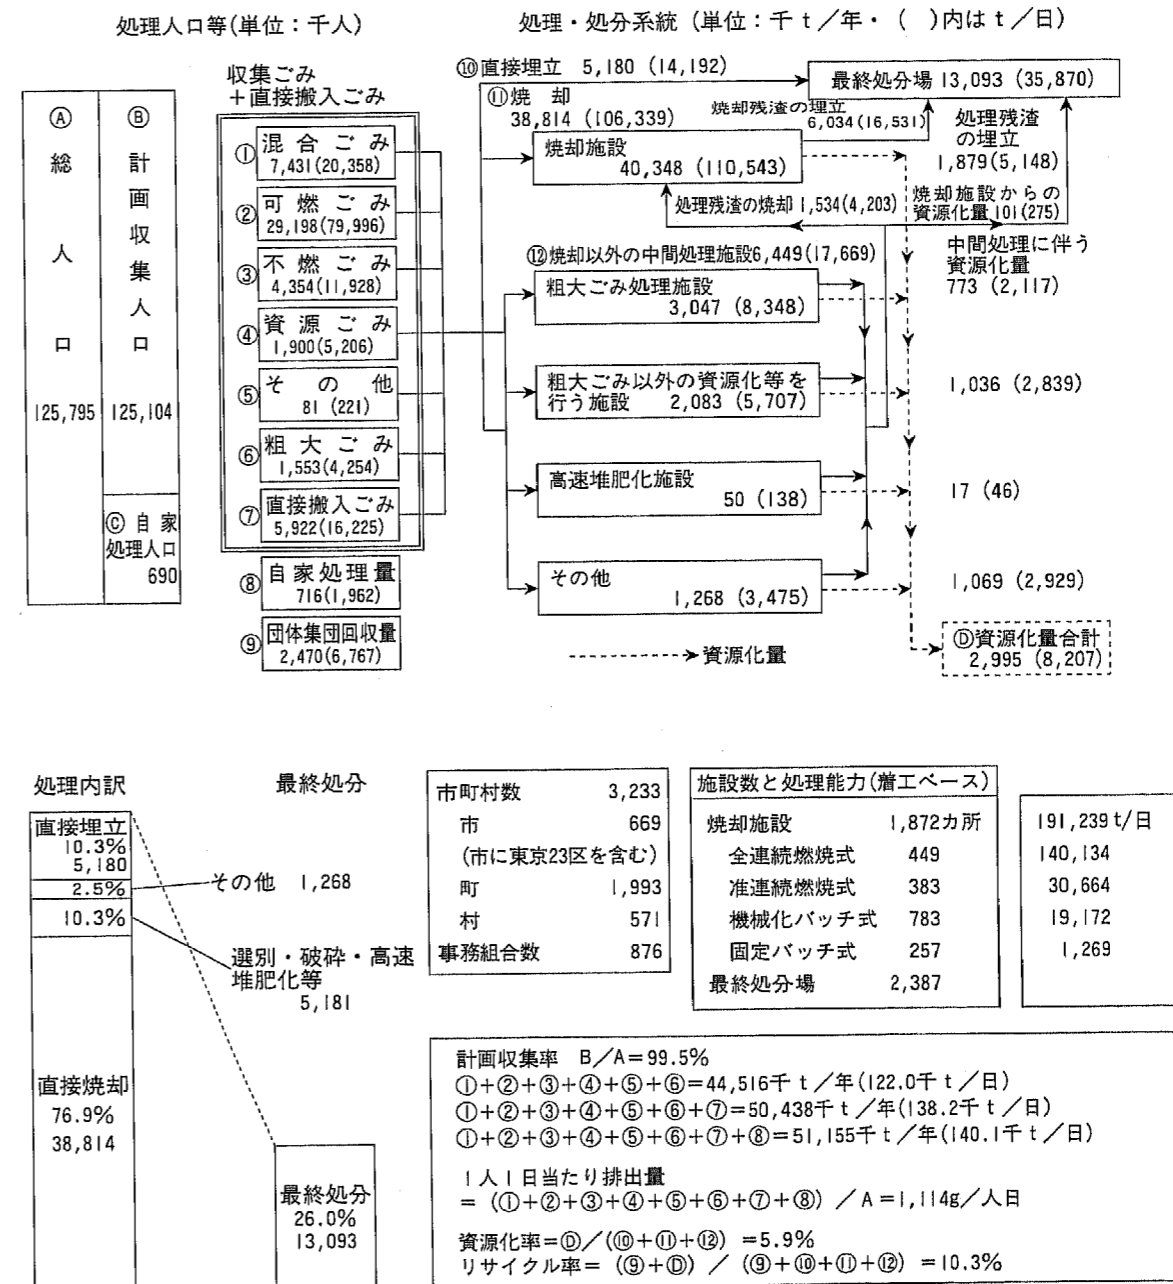 処理人口等(単位：千人)
処理・処分系統 (単位：千ｔ／年・( )内はｔ／日)
Ⓐ
総
人
口
125,795
Ⓑ
計
画
収
集
人
口
125,104
Ⓒ自家
処理人口
690
収集ごみ
＋直接搬入ごみ
①混合ごみ
7,431(20,358)
②可燃ごみ
29,198(79,996)
③不燃ごみ
4,354(11,928)
④資源ごみ
1,900(5,206)
⑤その他
81 (221)
⑥粗大ごみ
1,553(4,254)
⑦直接搬入ごみ
5,922(16,225)
⑧自家処理量
716(1,962)
⑨団体集団回収量
2,470(6,767)
⑩直接埋立 5,180 (14,192)
最終処分場 13,093 (35,870)
⑪焼 却
38,814 (106,339)
焼却残渣の埋立
6,034(16,531)
処理残渣
の埋立
1,879(5,148)
焼却施設
40,348 (110,543)
処理残渣の焼却 1,534(4,203)
焼却施設からの
資源化量 101(275)
⑫焼却以外の中間処理施設6,449(17,669)
中間処理に伴う
資源化量
773 (2,117)
粗大ごみ処理施設
3,047 (8,348)
粗大ごみ以外の資源化等を
行う施設 2,083 (5,707)
1,036 (2,839)
高速堆肥化施設
50 (138)
17 (46)
その他
1,268 (3,475)
1,069 (2,929)
資源化量
Ⓓ資源化量合計
2,995 (8,207)
処理内訳
直接埋立
10.3%
5,180
2.5%
10.3%
直接焼却
76.9%
38,814
最終処分
その他 1,268
選別・破砕・高速
堆肥化等
5,181
最終処分
26.0%
13,093
市町村数 3,233
市 669
(市に東京23区を含む)
町 1,993
村 571
事務組合数 876
施設数と処理能力(着工ベース)
焼却施設 1,872カ所 191,239t/日
全連続燃焼式 449 140,134
准連続燃焼式 383 30,664
機械化バッチ式 783 19,172
固定バッチ式 257 1,269
最終処分場 2,387
計画収集率 B／A＝99.5%
①＋②＋③＋④＋⑤＋⑥＝44,516千ｔ／年(122.0千ｔ／日)
①＋②＋③＋④＋⑤＋⑥＋⑦＝50,438千ｔ／年(138.2千ｔ／日)
①＋②＋③＋④＋⑤＋⑥＋⑦＋⑧＝51,155千ｔ／年(140.1千ｔ／日)
1人1日当たり排出量
＝ (①＋②＋③＋④＋⑤＋⑥＋⑦＋⑧) ／A＝1,114g／人日
資源化率＝Ⓓ／(⑩＋⑪＋⑫) ＝5.9%
リサイクル率＝ (⑨＋Ⓓ) ／ (⑨＋⑩＋⑪＋⑫) ＝10.3%